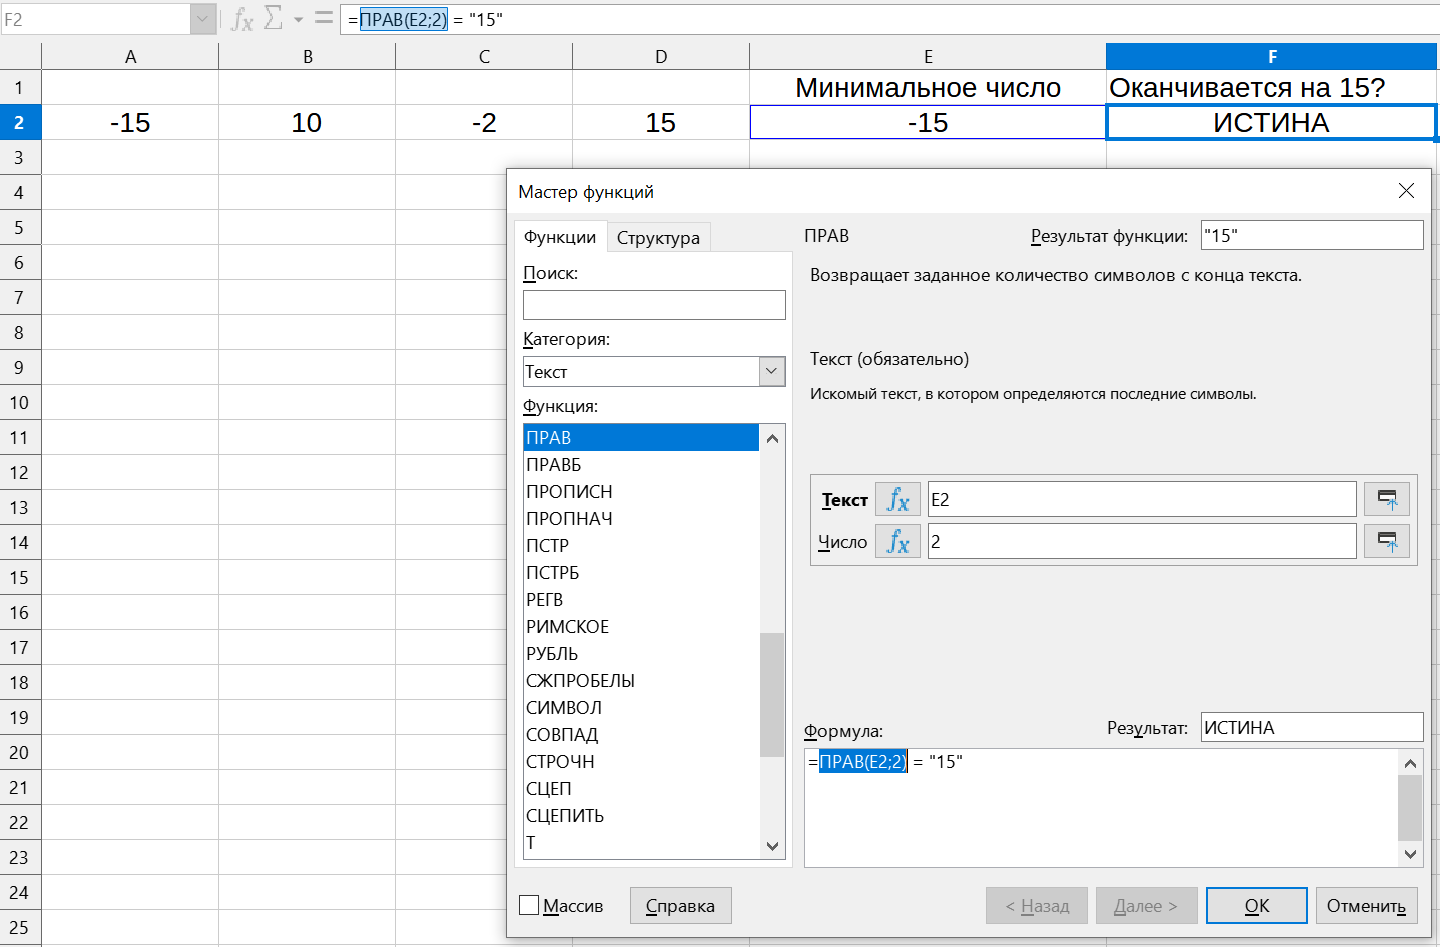 F2 fx Σ = =ПРАВ(E2;2) = "15"
A B C D E F
1 Минимальное число Оканчивается на 15?
2 -15 10 -2 15 -15 ИСТИНА
3
4
5
6
7
8
9
10
11
12
13
14
15
16
17
18
19
20
21
22
23
24
25
Мастер функций
Функции Структура
Поиск:
Категория:
Текст
Функция:
ПРАВ
ПРАВБ
ПРОПИСН
ПРОПНАЧ
ПСТР
ПСТРБ
РЕГВ
РИМСКОЕ
РУБЛЬ
СЖПРОБЕЛЫ
СИМВОЛ
СОВПАД
СТРОЧН
СЦЕП
СЦЕПИТЬ
Т
ПРАВ Результат функции: "15"
Возвращает заданное количество символов с конца текста.
Текст (обязательно)
Искомый текст, в котором определяются последние символы.
Текст fx E2
Число fx 2
Формула: Результат: ИСТИНА
=ПРАВ(E2;2) = "15"
Массив Справка < Назад Далее > ОК Отменить